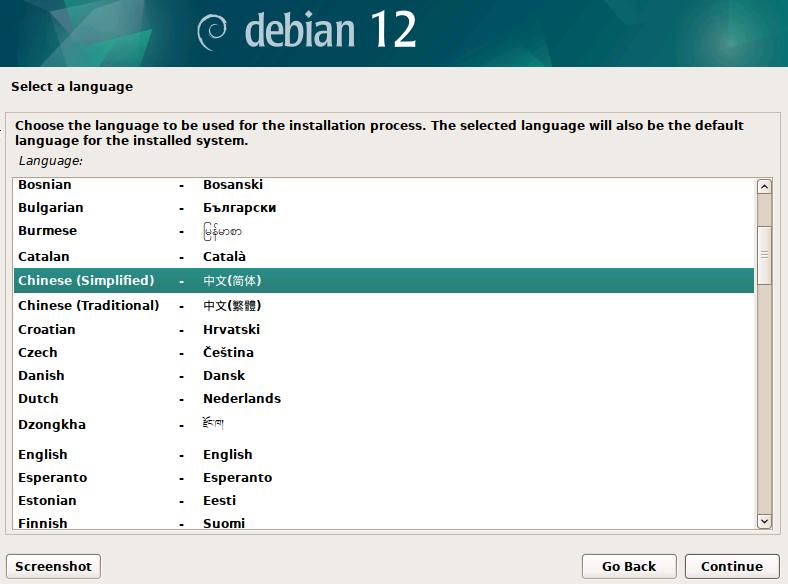 debian 12
Select a language
Choose the language to be used for the installation process. The selected language will also be the default
language for the installed system.
Language:
Bosnian - Bosanski
Bulgarian - Български
Burmese - မြန်မာစာ
Catalan - Català
Chinese (Simplified) - 中文(简体)
Chinese (Traditional) - 中文(繁體)
Croatian - Hrvatski
Czech - Čeština
Danish - Dansk
Dutch - Nederlands
Dzongkha - རྫོང་ཁ།
English - English
Esperanto - Esperanto
Estonian - Eesti
Finnish - Suomi
Screenshot Go Back Continue